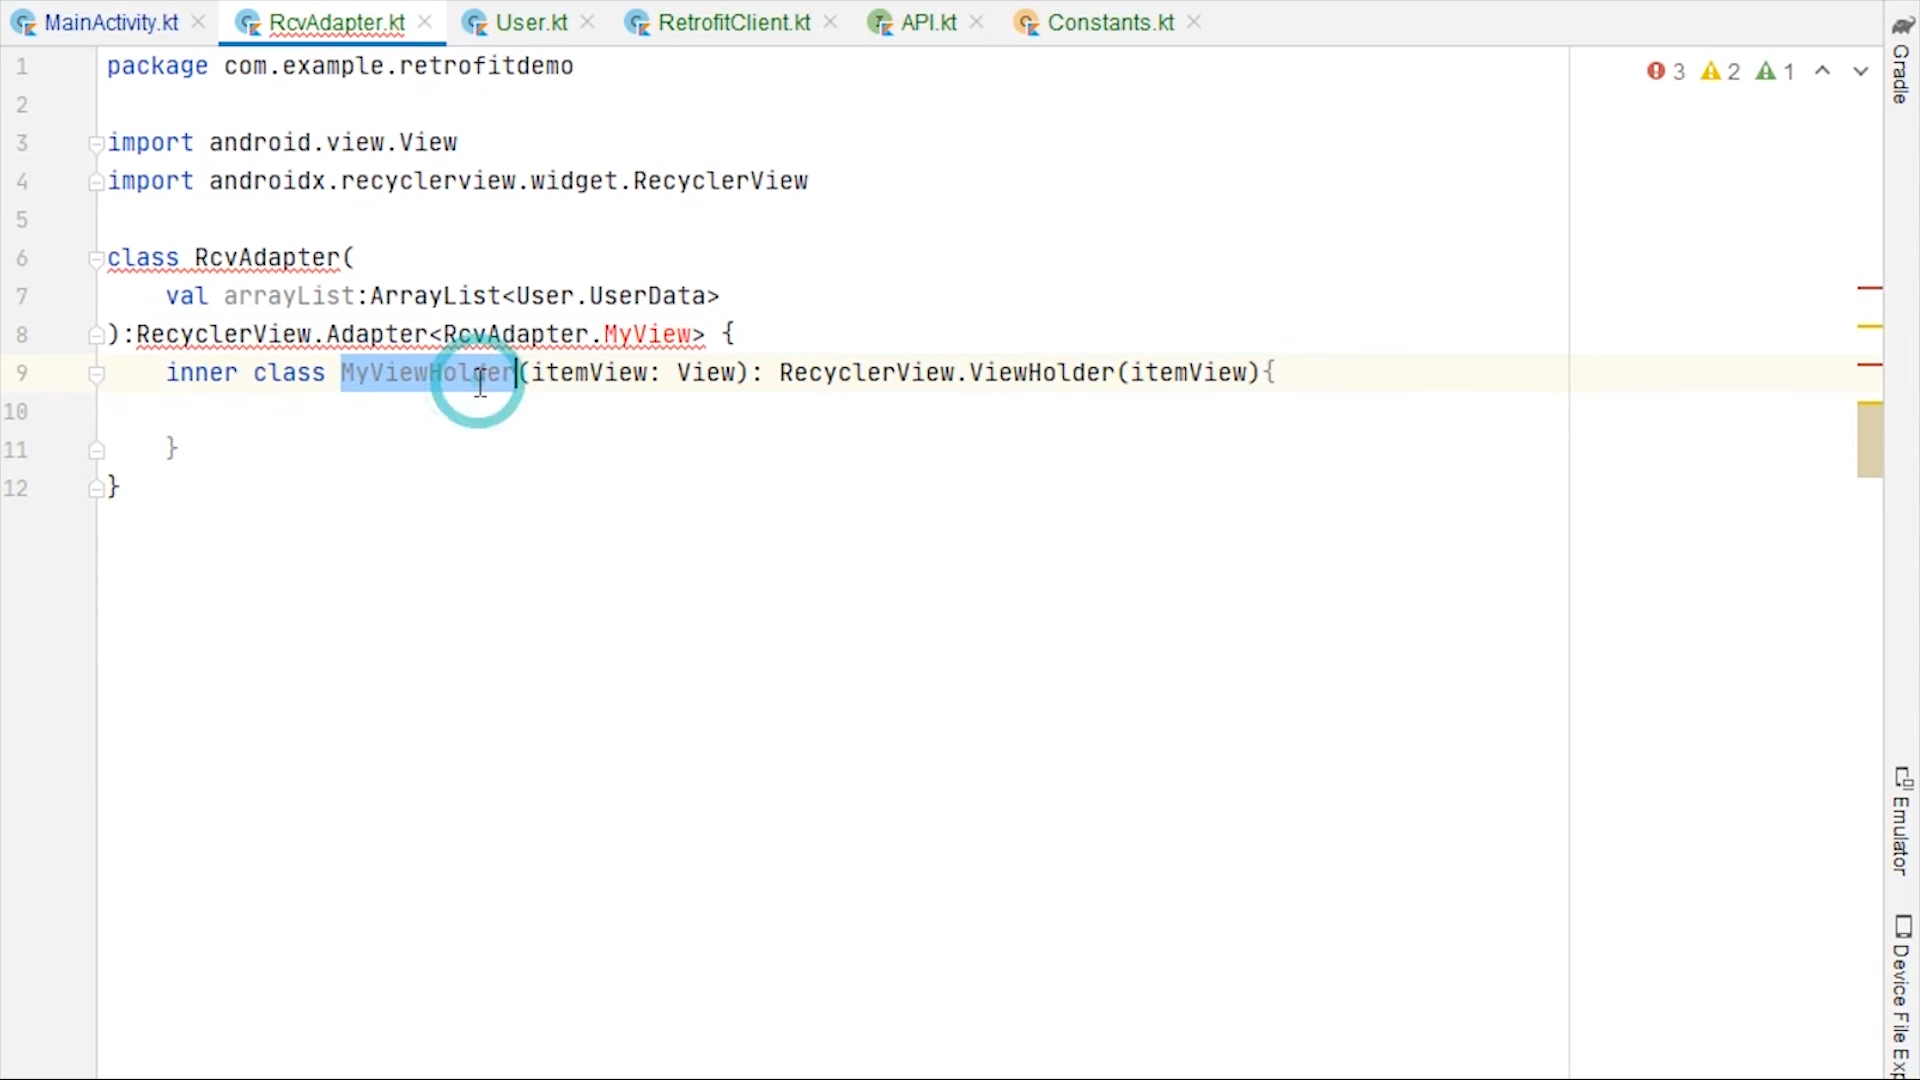 MainActivity.kt RcvAdapter.kt User.kt RetrofitClient.kt API.kt Constants.kt
3 2 1
Gradle
1 package com.example.retrofitdemo
2
3 import android.view.View
4 import androidx.recyclerview.widget.RecyclerView
5
6 class RcvAdapter(
7 val arrayList:ArrayList<User.UserData>
8 ):RecyclerView.Adapter<RcvAdapter.MyView> {
9 inner class MyViewHolder(itemView: View): RecyclerView.ViewHolder(itemView){
10
11 }
12 }
Emulator
Device File Exp